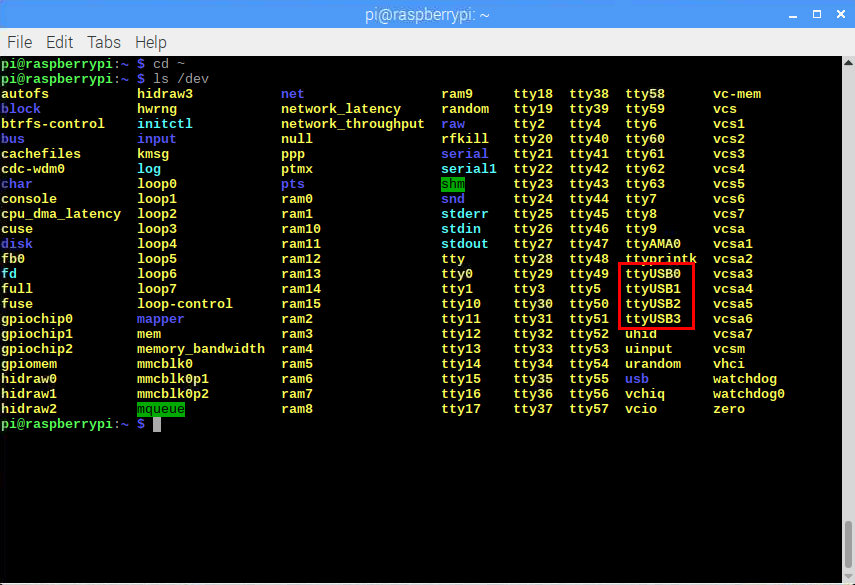 pi@raspberrypi: ~
File Edit Tabs Help
pi@raspberrypi:~ $ cd ~
pi@raspberrypi:~ $ ls /dev
autofs hidraw3 net ram9 tty18 tty38 tty58 vc-mem
block hwrng network_latency random tty19 tty39 tty59 vcs
btrfs-control initctl network_throughput raw tty2 tty4 tty6 vcs1
bus input null rfkill tty20 tty40 tty60 vcs2
cachefiles kmsg ppp serial tty21 tty41 tty61 vcs3
cdc-wdm0 log ptmx serial1 tty22 tty42 tty62 vcs4
char loop0 pts shm tty23 tty43 tty63 vcs5
console loop1 ram0 snd tty24 tty44 tty7 vcs6
cpu_dma_latency loop2 ram1 stderr tty25 tty45 tty8 vcs7
cuse loop3 ram10 stdin tty26 tty46 tty9 vcsa
disk loop4 ram11 stdout tty27 tty47 ttyAMA0 vcsa1
fb0 loop5 ram12 tty tty28 tty48 ttyprintk vcsa2
fd loop6 ram13 tty0 tty29 tty49 ttyUSB0 vcsa3
full loop7 ram14 tty1 tty3 tty5 ttyUSB1 vcsa4
fuse loop-control ram15 tty10 tty30 tty50 ttyUSB2 vcsa5
gpiochip0 mapper ram2 tty11 tty31 tty51 ttyUSB3 vcsa6
gpiochip1 mem ram3 tty12 tty32 tty52 uhid vcsa7
gpiochip2 memory_bandwidth ram4 tty13 tty33 tty53 uinput vcsm
gpiomem mmcblk0 ram5 tty14 tty34 tty54 urandom vhci
hidraw0 mmcblk0p1 ram6 tty15 tty35 tty55 usb watchdog
hidraw1 mmcblk0p2 ram7 tty16 tty36 tty56 vchiq watchdog0
hidraw2 mqueue ram8 tty17 tty37 tty57 vcio zero
pi@raspberrypi:~ $